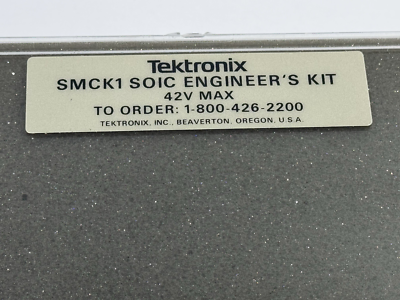 Tektronix
SMCK1 SOIC ENGINEER'S KIT
42V MAX
TO ORDER: 1-800-426-2200
TEKTRONIX, INC., BEAVERTON, OREGON, U.S.A.